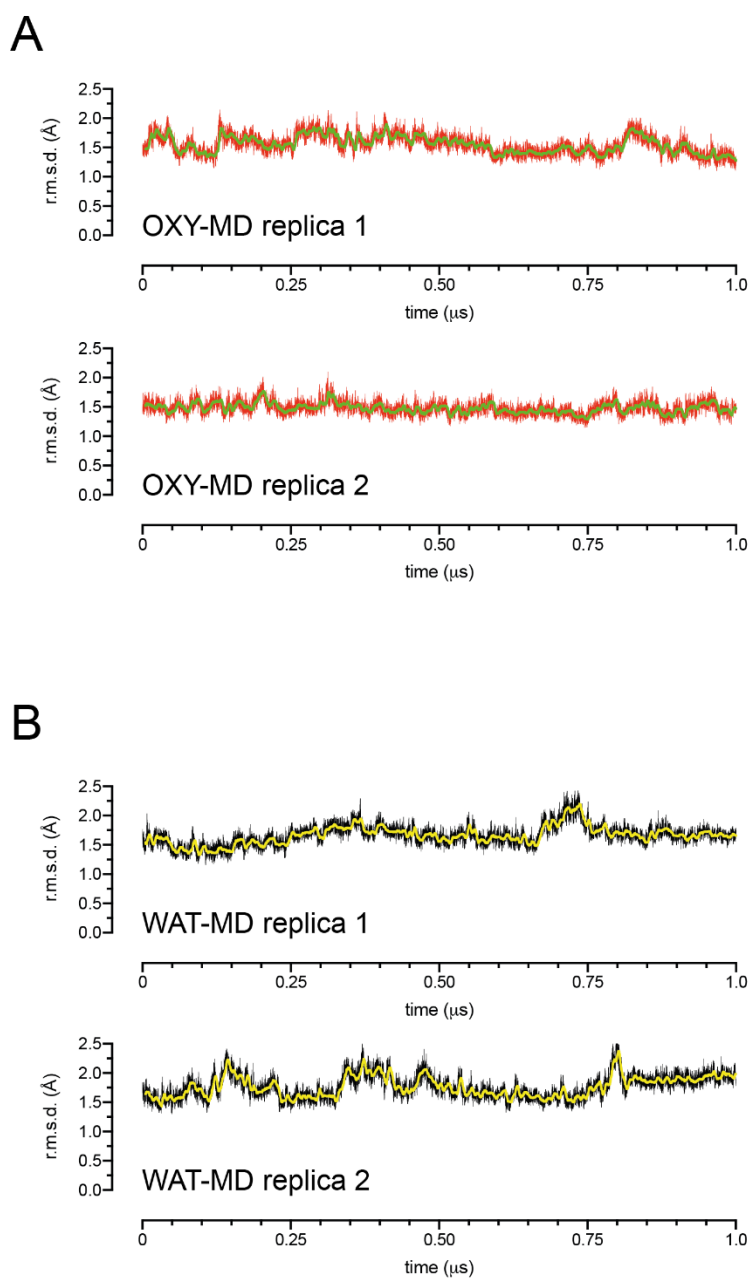 A
r.m.s.d. (Å)
2.5
2.0
1.5
1.0
0.5
0.0
OXY-MD replica 1
0 0.25 0.50 0.75 1.0
time (μs)
r.m.s.d. (Å)
2.5
2.0
1.5
1.0
0.5
0.0
OXY-MD replica 2
0 0.25 0.50 0.75 1.0
time (μs)
B
r.m.s.d. (Å)
2.5
2.0
1.5
1.0
0.5
0.0
WAT-MD replica 1
0 0.25 0.50 0.75 1.0
time (μs)
r.m.s.d. (Å)
2.5
2.0
1.5
1.0
0.5
0.0
WAT-MD replica 2
0 0.25 0.50 0.75 1.0
time (μs)